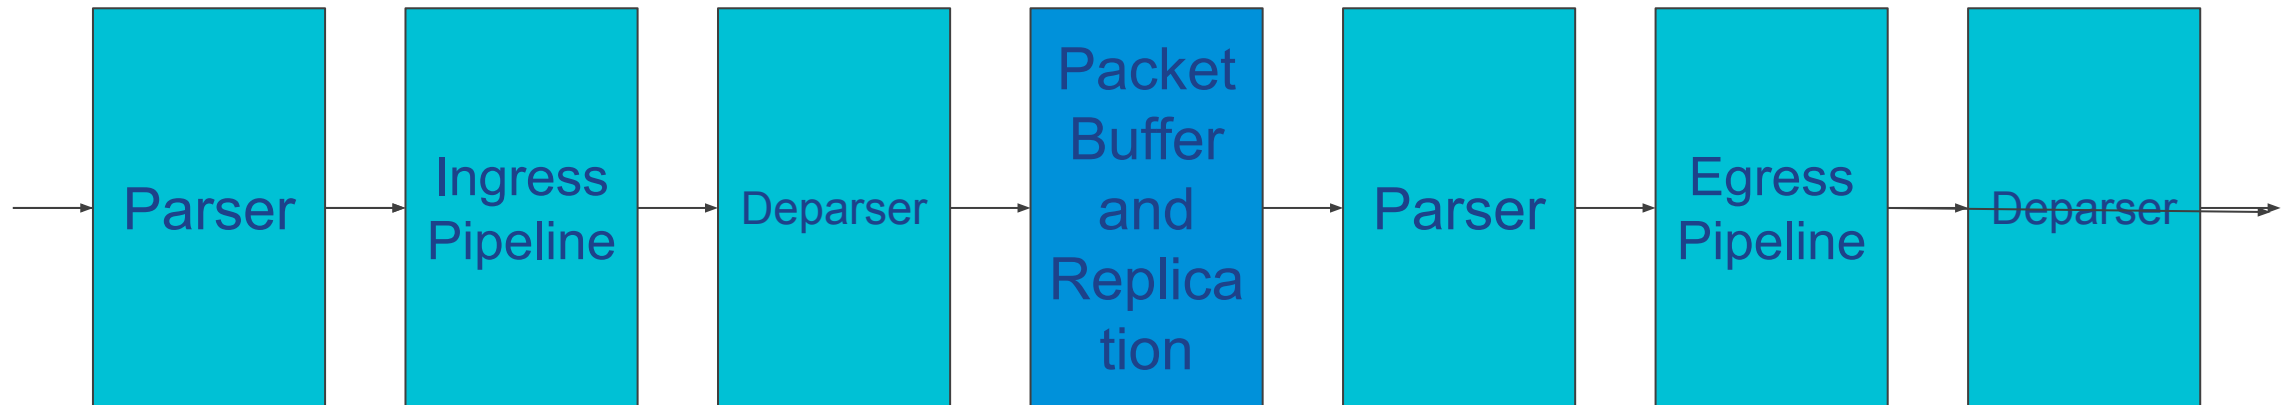 Parser
Ingress
Pipeline
Deparser
Packet
Buffer
and
Replica
tion
Parser
Egress
Pipeline
Deparser